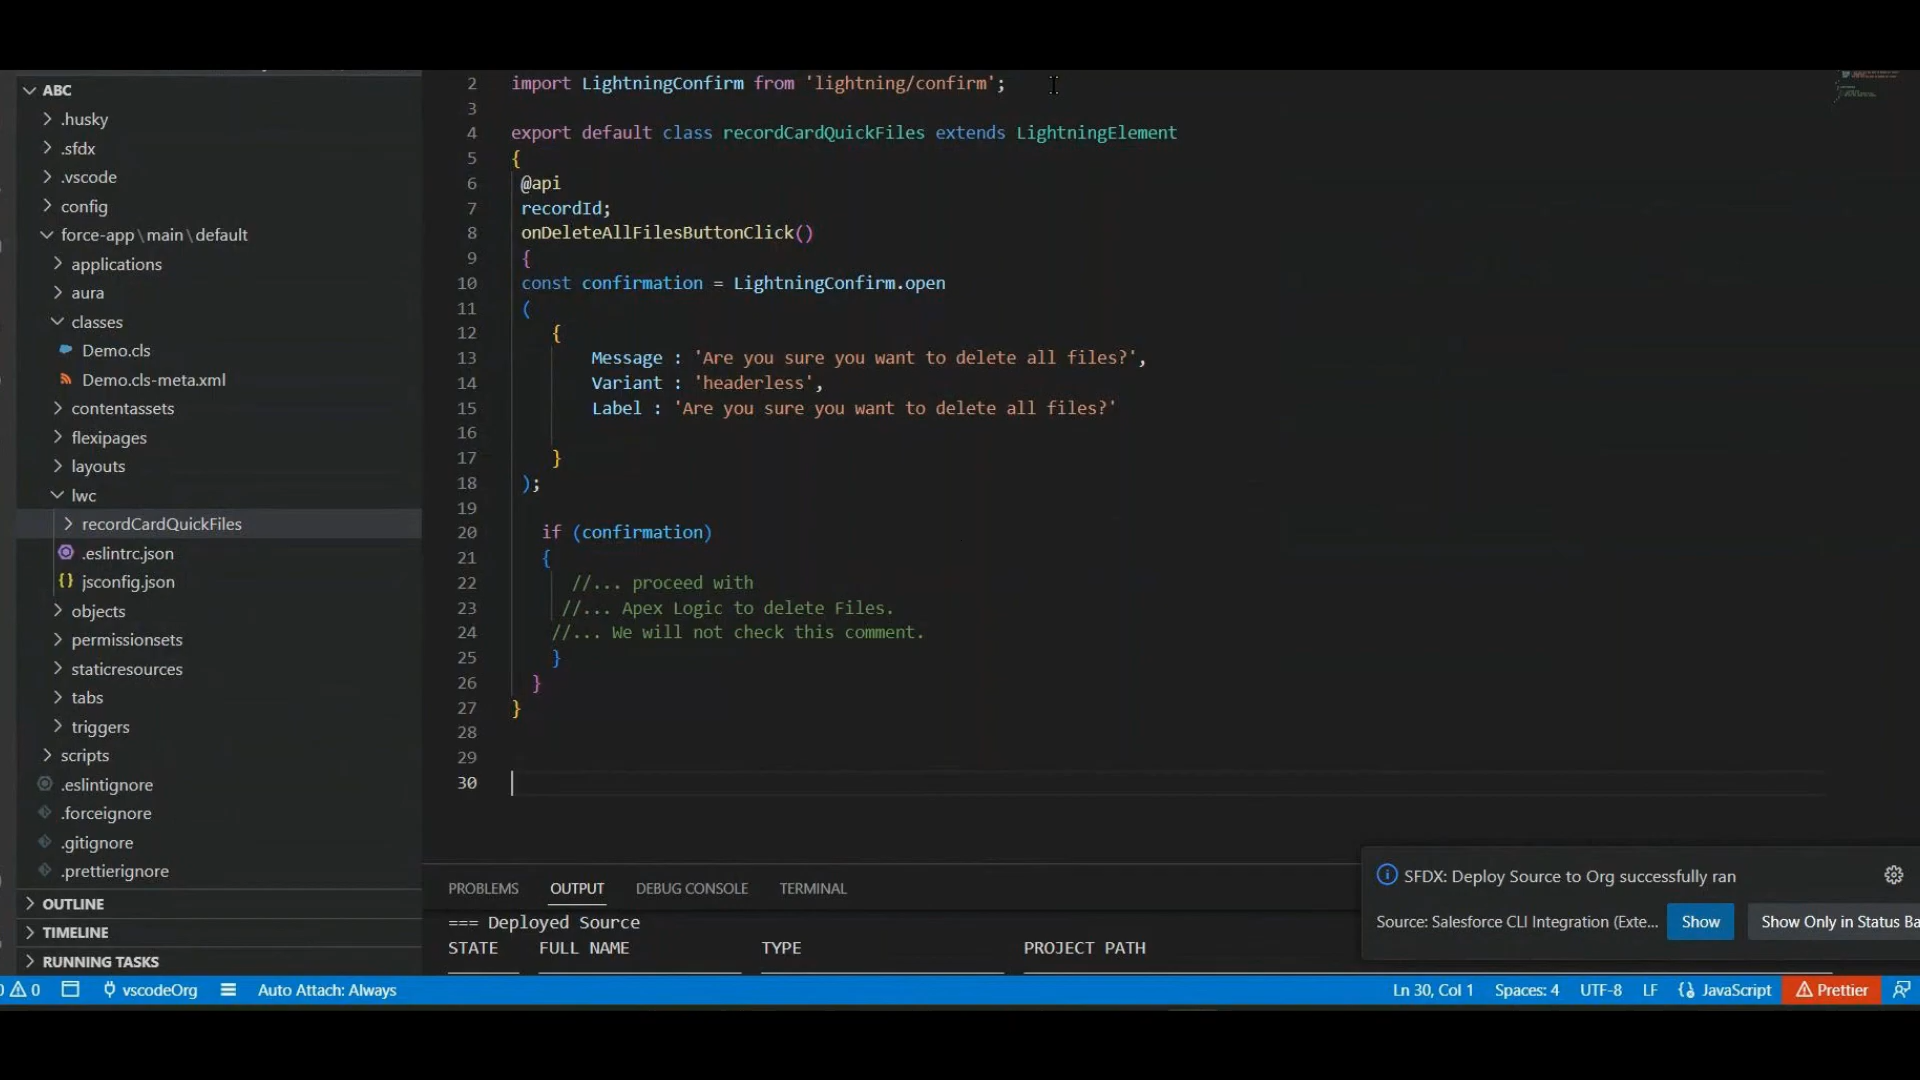 ABC
.husky
.sfdx
.vscode
config
force-app\main\default
applications
aura
classes
Demo.cls
Demo.cls-meta.xml
contentassets
flexipages
layouts
lwc
recordCardQuickFiles
.eslintrc.json
jsconfig.json
objects
permissionsets
staticresources
tabs
triggers
scripts
.eslintignore
.forceignore
.gitignore
.prettierignore
OUTLINE
TIMELINE
RUNNING TASKS
2 import LightningConfirm from 'lightning/confirm';
3
4 export default class recordCardQuickFiles extends LightningElement
5 {
6 @api
7 recordId;
8 onDeleteAllFilesButtonClick()
9 {
10 const confirmation = LightningConfirm.open
11 (
12 {
13 Message : 'Are you sure you want to delete all files?',
14 Variant : 'headerless',
15 Label : 'Are you sure you want to delete all files?'
16
17 }
18 );
19
20 if (confirmation)
21 {
22 //... proceed with
23 //... Apex Logic to delete Files.
24 //... We will not check this comment.
25 }
26 }
27 }
28
29
30
PROBLEMS OUTPUT DEBUG CONSOLE TERMINAL
=== Deployed Source
STATE FULL NAME TYPE PROJECT PATH
SFDX: Deploy Source to Org successfully ran
Source: Salesforce CLI Integration (Exte... Show Show Only in Status Ba
0 0 vscodeOrg Auto Attach: Always Ln 30, Col 1 Spaces: 4 UTF-8 LF JavaScript Prettier